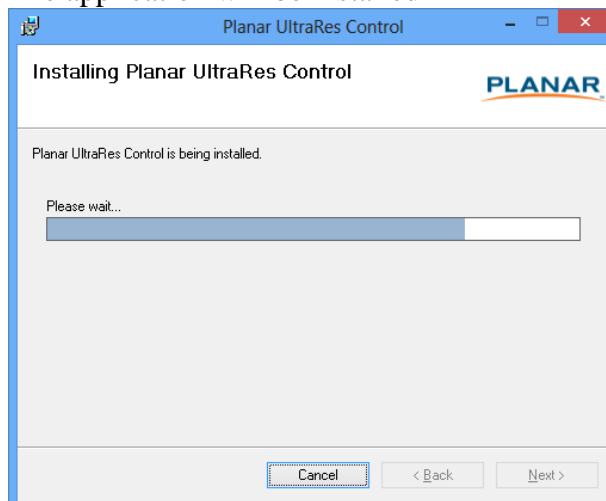 Planar UltraRes Control
Installing Planar UltraRes Control
PLANAR
Planar UltraRes Control is being installed.
Please wait...
Cancel
< Back
Next >